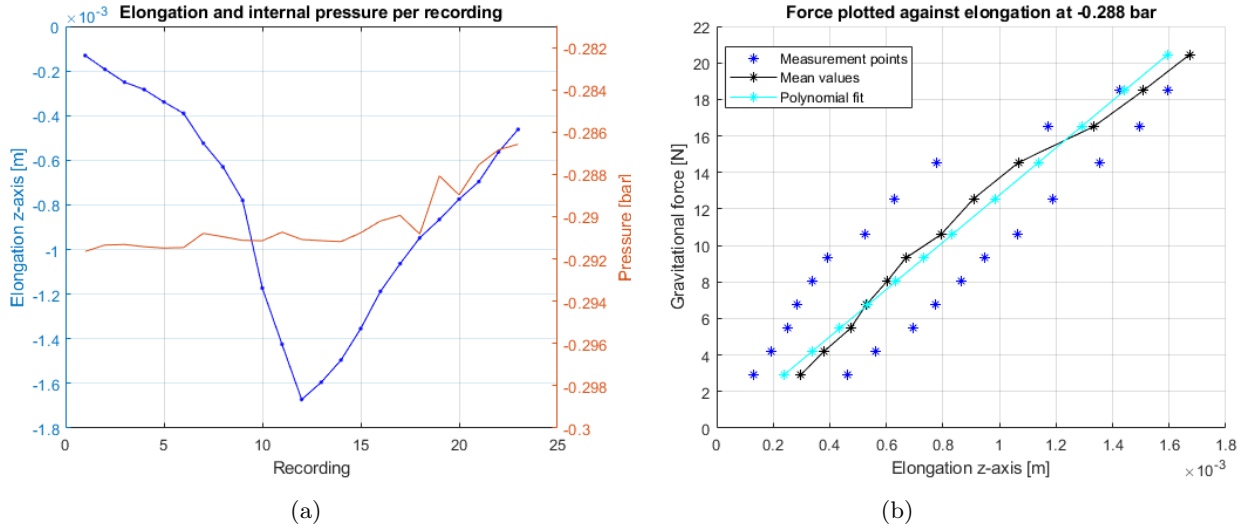 Elongation and internal pressure per recording
×10⁻³
0
-0.2
-0.4
-0.6
-0.8
-1
-1.2
-1.4
-1.6
-1.8
Elongation z-axis [m]
-0.282
-0.284
-0.286
-0.288
-0.29
-0.292
-0.294
-0.296
-0.298
-0.3
Pressure [bar]
0 5 10 15 20 25
Recording
(a)
Force plotted against elongation at -0.288 bar
22
20
18
16
14
12
10
8
6
4
2
0
Gravitational force [N]
Measurement points
Mean values
Polynomial fit
0 0.2 0.4 0.6 0.8 1 1.2 1.4 1.6 1.8
Elongation z-axis [m]
×10⁻³
(b)